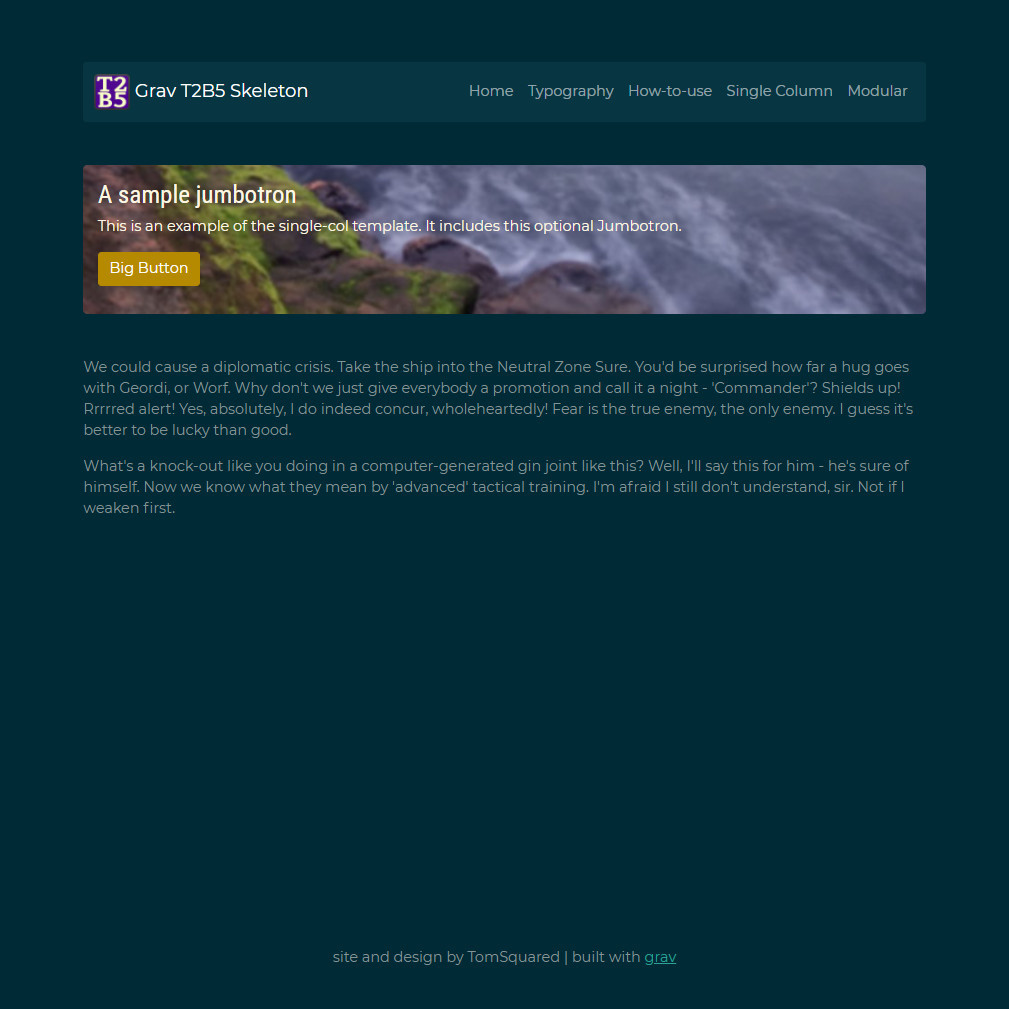 T2
B5
Grav T2B5 Skeleton
Home Typography How-to-use Single Column Modular
A sample jumbotron
This is an example of the single-col template. It includes this optional Jumbotron.
Big Button
We could cause a diplomatic crisis. Take the ship into the Neutral Zone Sure. You'd be surprised how far a hug goes
with Geordi, or Worf. Why don't we just give everybody a promotion and call it a night - 'Commander'? Shields up!
Rrrrred alert! Yes, absolutely, I do indeed concur, wholeheartedly! Fear is the true enemy, the only enemy. I guess it's
better to be lucky than good.
What's a knock-out like you doing in a computer-generated gin joint like this? Well, I'll say this for him - he's sure of
himself. Now we know what they mean by 'advanced' tactical training. I'm afraid I still don't understand, sir. Not if I
weaken first.
site and design by TomSquared | built with grav